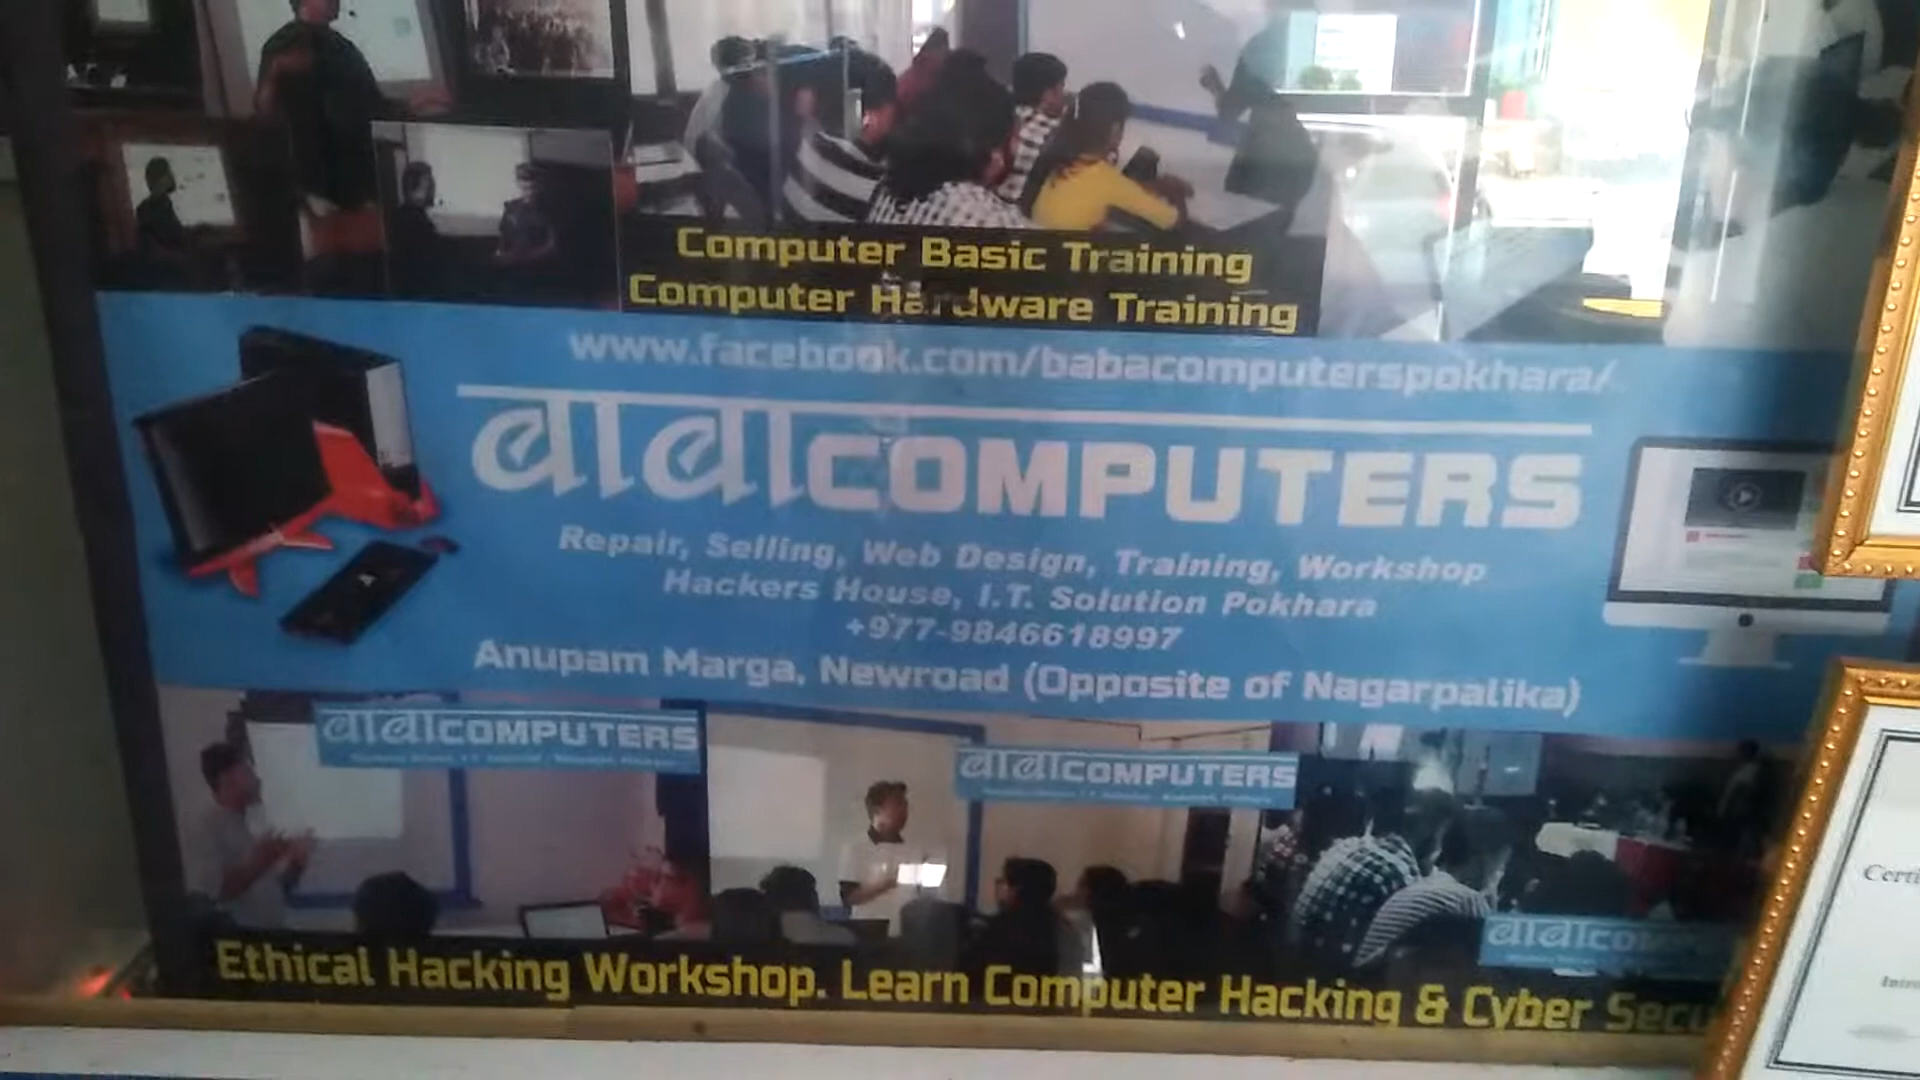 Computer Basic Training
Computer Hardware Training
www.facebook.com/babacomputerspokhara/
बाबा COMPUTERS
Repair, Selling, Web Design, Training, Workshop
Hackers House, I.T. Solution Pokhara
+977-9846618997
Anupam Marga, Newroad (Opposite of Nagarpalika)
बाबा COMPUTERS
बाबा COMPUTERS
बाबा
Ethical Hacking Workshop. Learn Computer Hacking & Cyber Secu